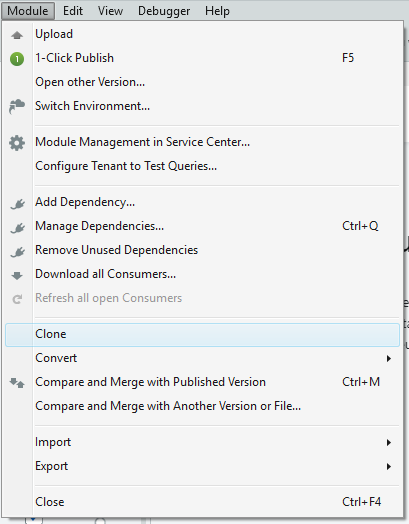 Module Edit View Debugger Help
Upload
1 1-Click Publish F5
Open other Version...
Switch Environment...
Module Management in Service Center...
Configure Tenant to Test Queries...
Add Dependency...
Manage Dependencies... Ctrl+Q
Remove Unused Dependencies
Download all Consumers...
Refresh all open Consumers
Clone
Convert
Compare and Merge with Published Version Ctrl+M
Compare and Merge with Another Version or File...
Import
Export
Close Ctrl+F4